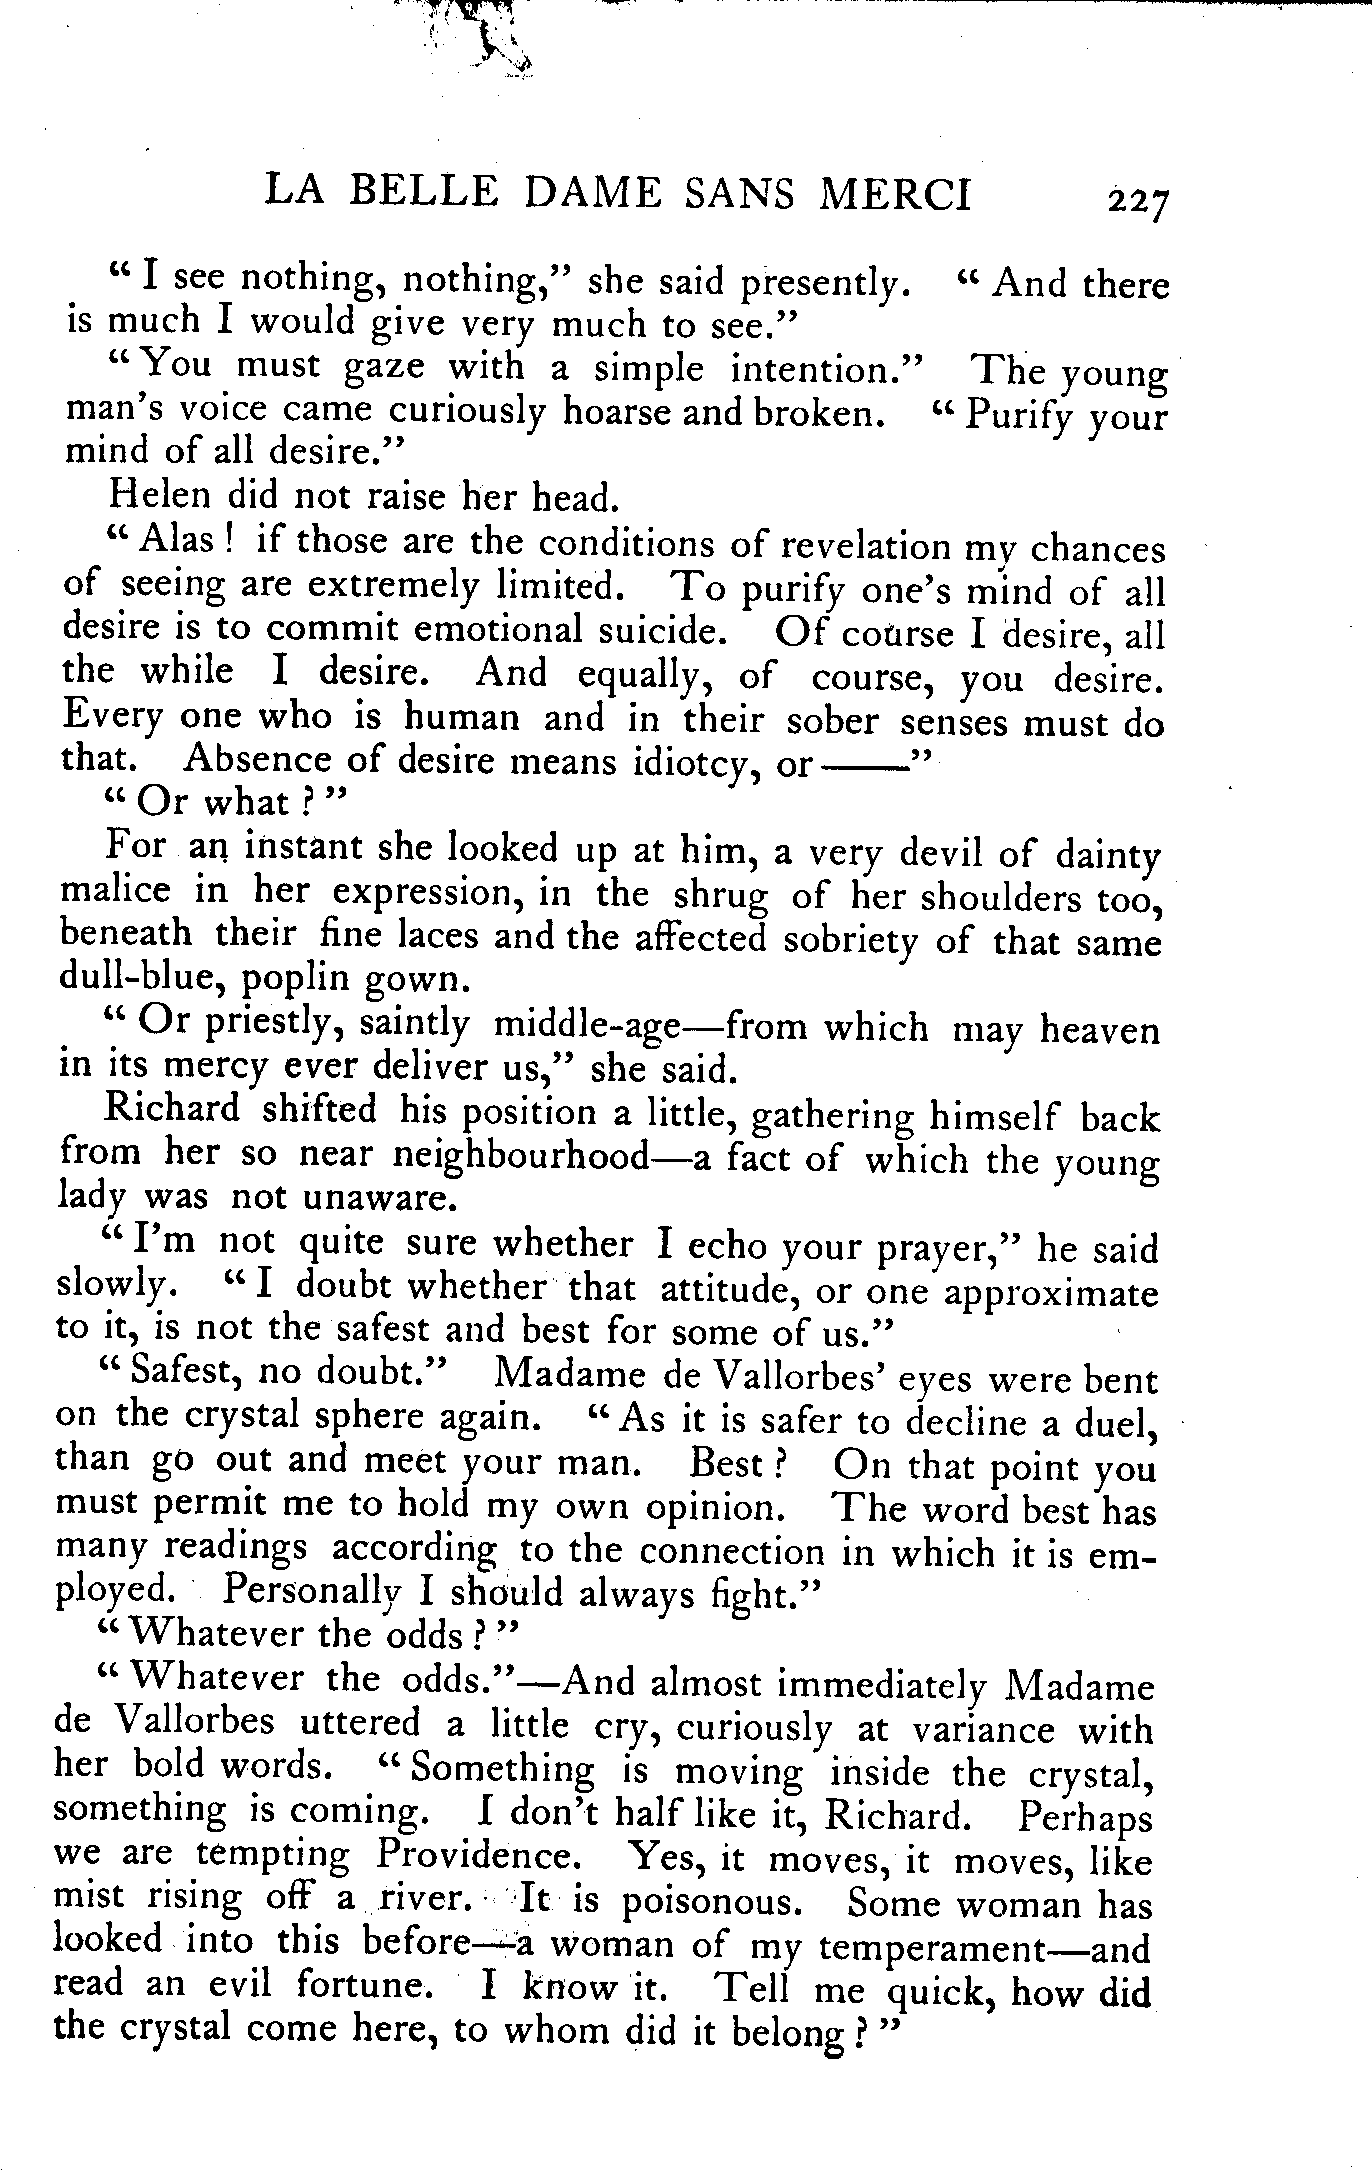 LA BELLE DAME SANS MERCI 227
“ I see nothing, nothing,” she said presently. “ And there
is much I would give very much to see.”
“ You must gaze with a simple intention.” The young
man’s voice came curiously hoarse and broken. “ Purify your
mind of all desire.”
Helen did not raise her head.
“ Alas ! if those are the conditions of revelation my chances
of seeing are extremely limited. To purify one’s mind of all
desire is to commit emotional suicide. Of course I desire, all
the while I desire. And equally, of course, you desire.
Every one who is human and in their sober senses must do
that. Absence of desire means idiotcy, or——”
“ Or what ? ”
For an instant she looked up at him, a very devil of dainty
malice in her expression, in the shrug of her shoulders too,
beneath their fine laces and the affected sobriety of that same
dull-blue, poplin gown.
“ Or priestly, saintly middle-age—from which may heaven
in its mercy ever deliver us,” she said.
Richard shifted his position a little, gathering himself back
from her so near neighbourhood—a fact of which the young
lady was not unaware.
“ I’m not quite sure whether I echo your prayer,” he said
slowly. “ I doubt whether that attitude, or one approximate
to it, is not the safest and best for some of us.”
“ Safest, no doubt.” Madame de Vallorbes’ eyes were bent
on the crystal sphere again. “ As it is safer to decline a duel,
than go out and meet your man. Best ? On that point you
must permit me to hold my own opinion. The word best has
many readings according to the connection in which it is em-
ployed. Personally I should always fight.”
“ Whatever the odds ? ”
“ Whatever the odds.”—And almost immediately Madame
de Vallorbes uttered a little cry, curiously at variance with
her bold words. “ Something is moving inside the crystal,
something is coming. I don’t half like it, Richard. Perhaps
we are tempting Providence. Yes, it moves, it moves, like
mist rising off a river. It is poisonous. Some woman has
looked into this before—a woman of my temperament—and
read an evil fortune. I know it. Tell me quick, how did
the crystal come here, to whom did it belong ? ”